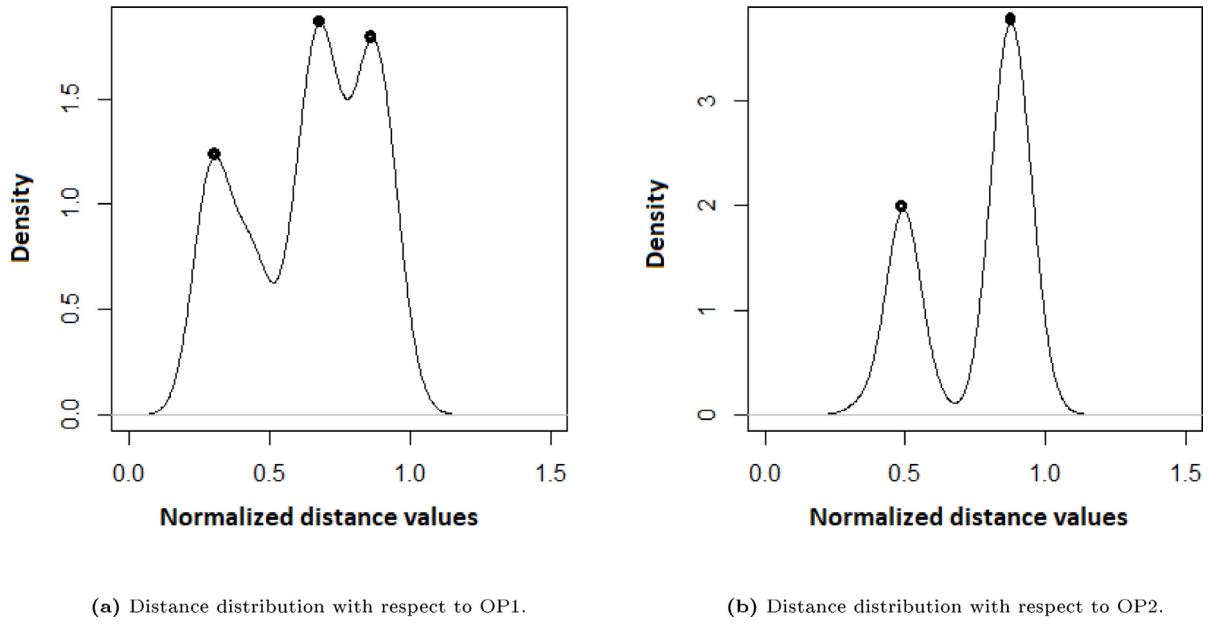 Density
1.5
1.0
0.5
0.0
0.0 0.5 1.0 1.5
Normalized distance values
(a) Distance distribution with respect to OP1.
Density
3
2
1
0
0.0 0.5 1.0 1.5
Normalized distance values
(b) Distance distribution with respect to OP2.